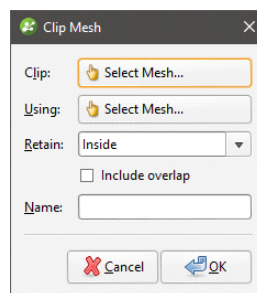 Clip Mesh
Clip: Select Mesh...
Using: Select Mesh...
Retain: Inside
Include overlap
Name:
Cancel OK